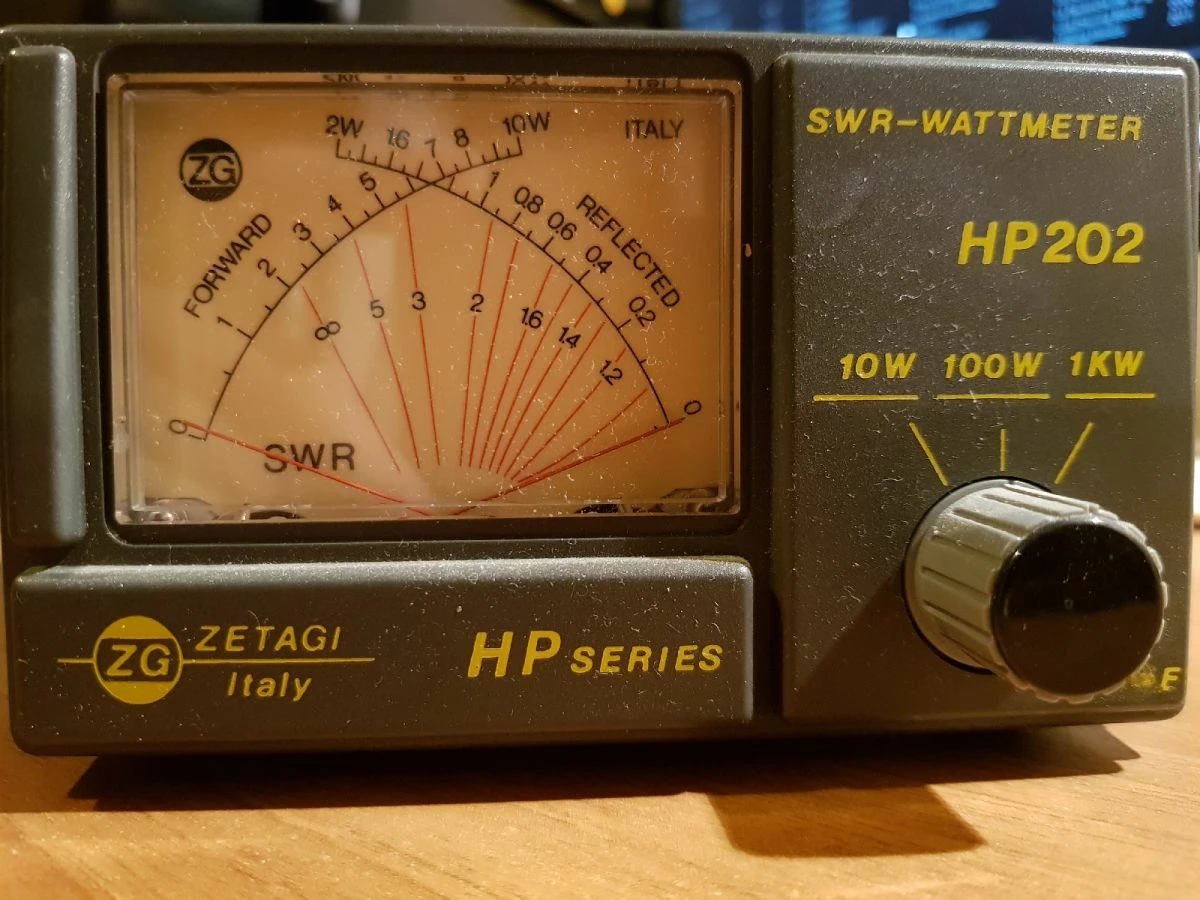 2W 1.6 7 8 10W
ITALY
ZG
FORWARD
0 1 2 3 4 5
1 0.8 0.6 0.4 0.2 0
REFLECTED
∞ 5 3 2 1.6 1.4 1.2
SWR
ZG ZETAGI
Italy
HP SERIES
SWR-WATTMETER
HP202
10W 100W 1KW